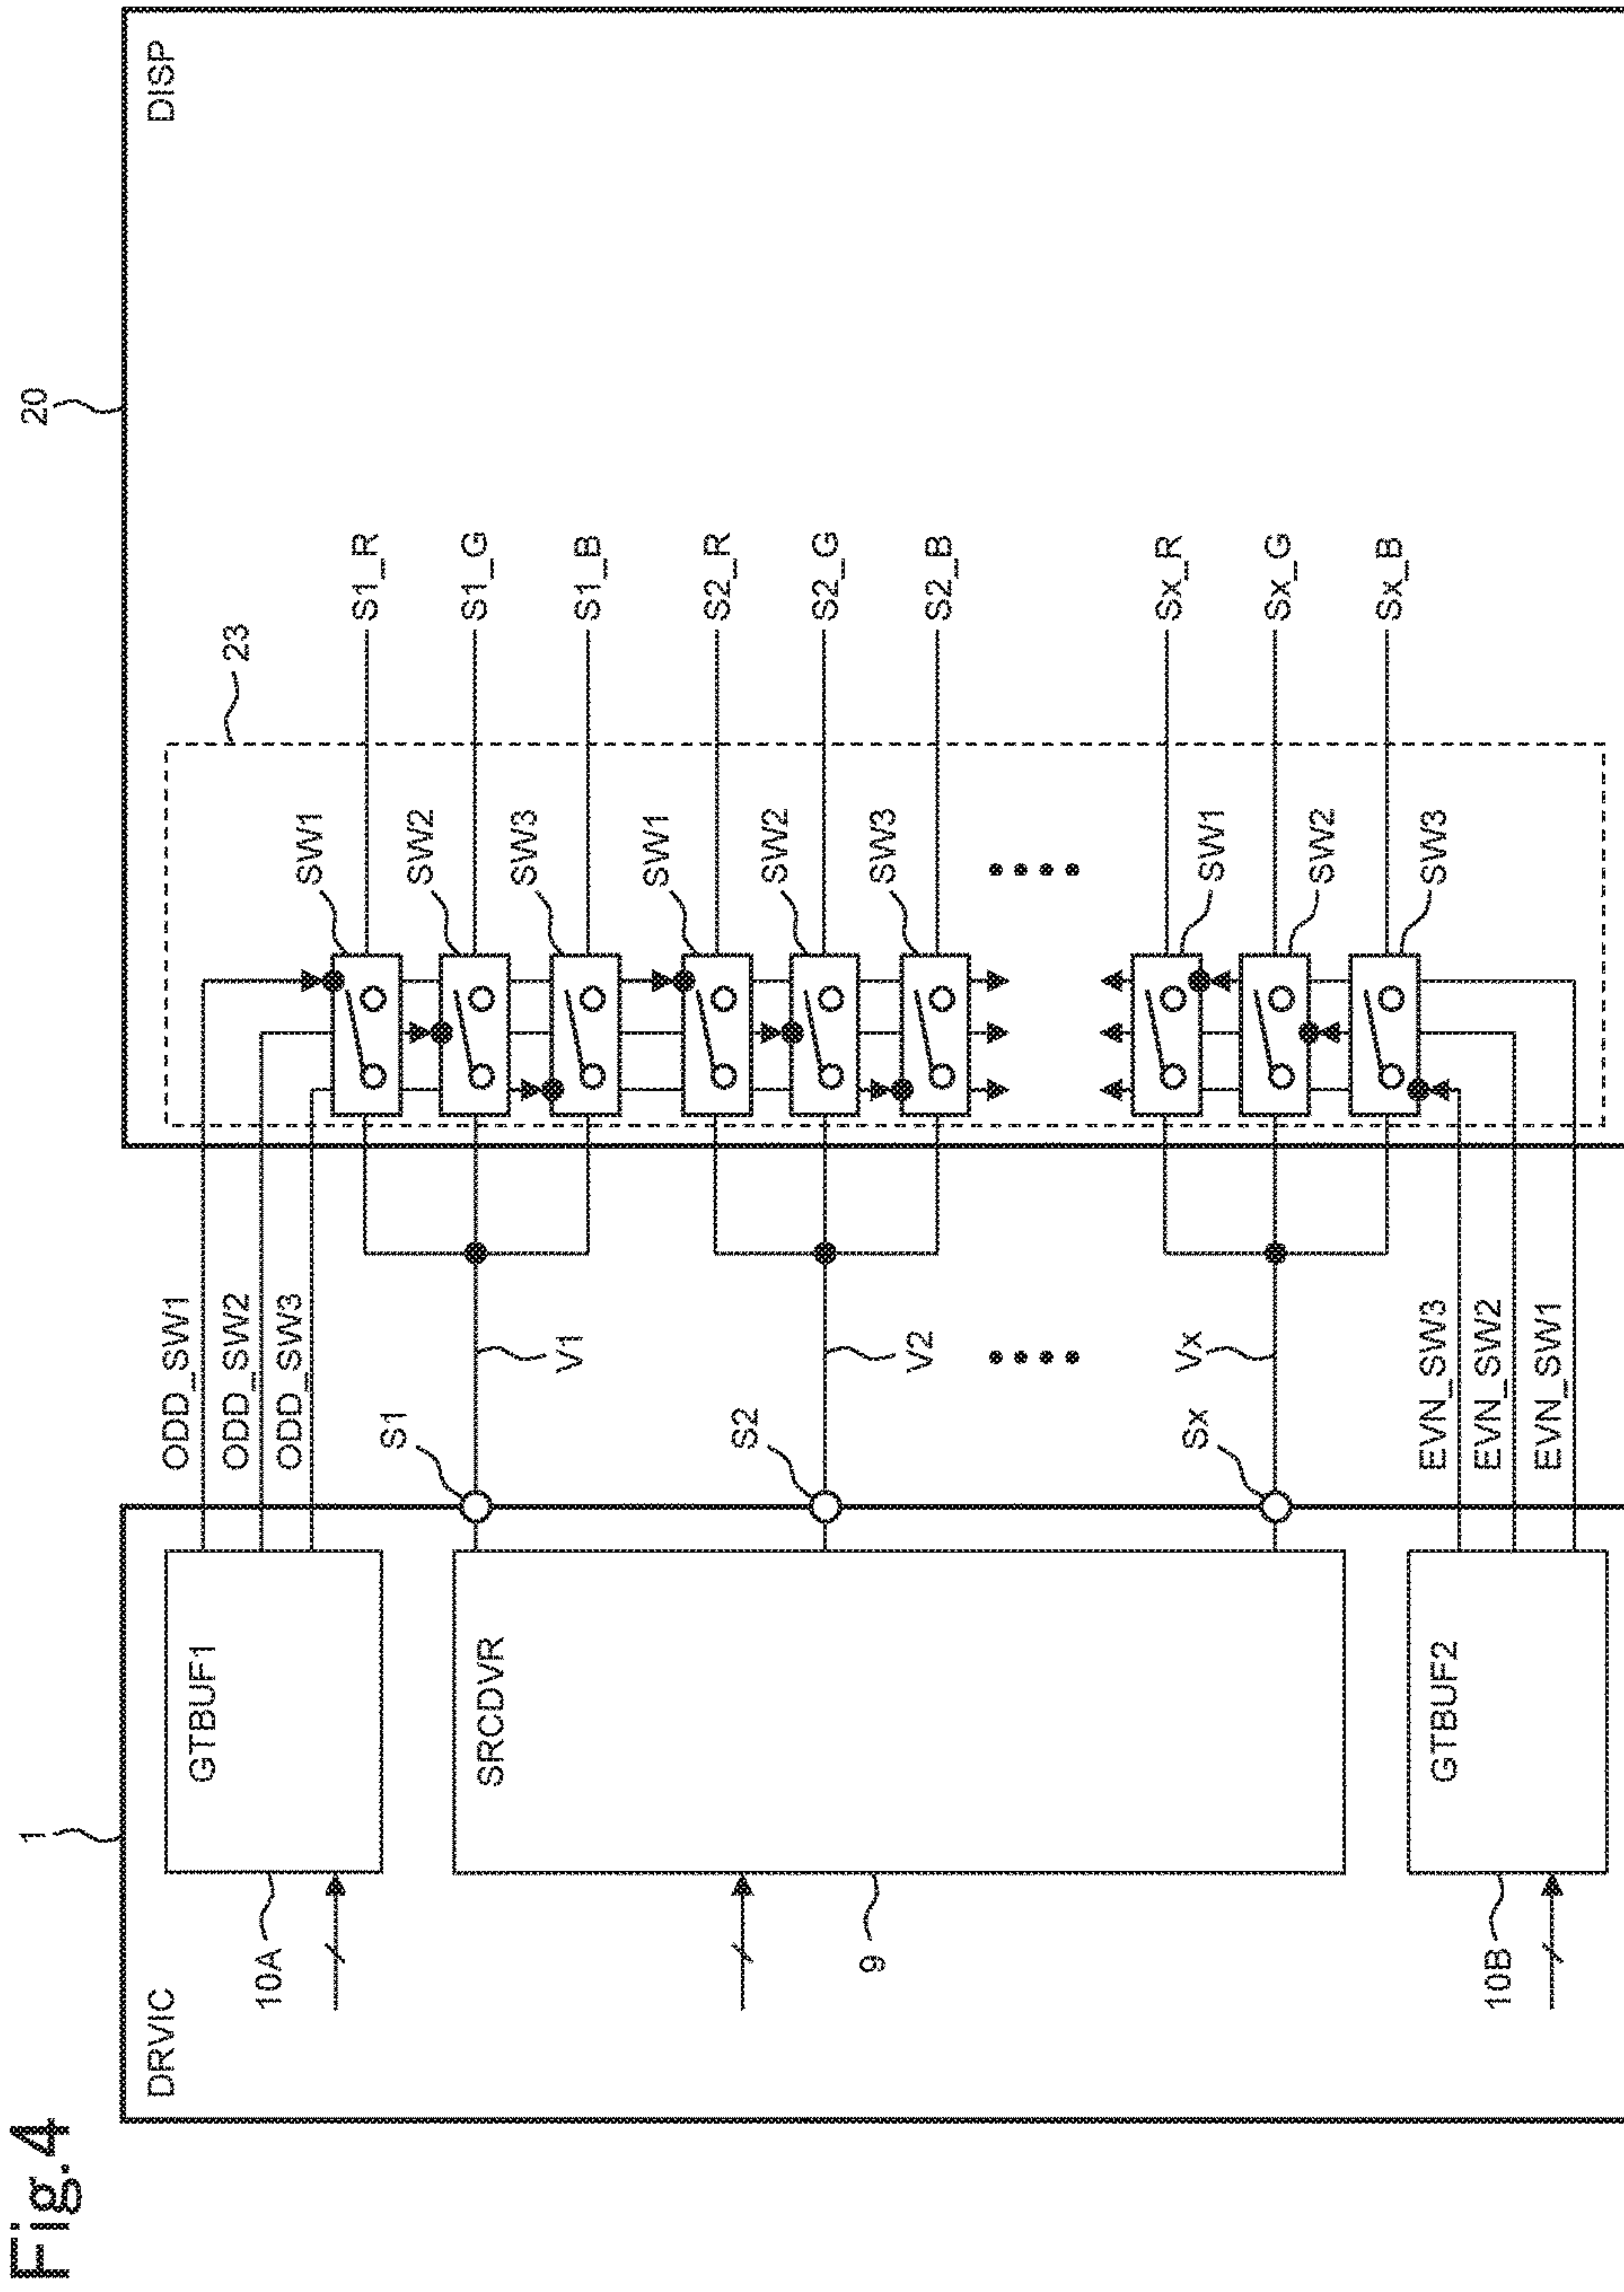 Fig.4
1
20
DRVIC
DISP
10A
GTBUF1
ODD_SW1
ODD_SW2
ODD_SW3
23
SW1
S1_R
SW2
S1_G
SW3
S1_B
S1
V1
SRCDVR
9
SW1
S2_R
SW2
S2_G
SW3
S2_B
S2
V2
Sx
Vx
SW1
Sx_R
SW2
Sx_G
SW3
Sx_B
10B
GTBUF2
EVN_SW3
EVN_SW2
EVN_SW1